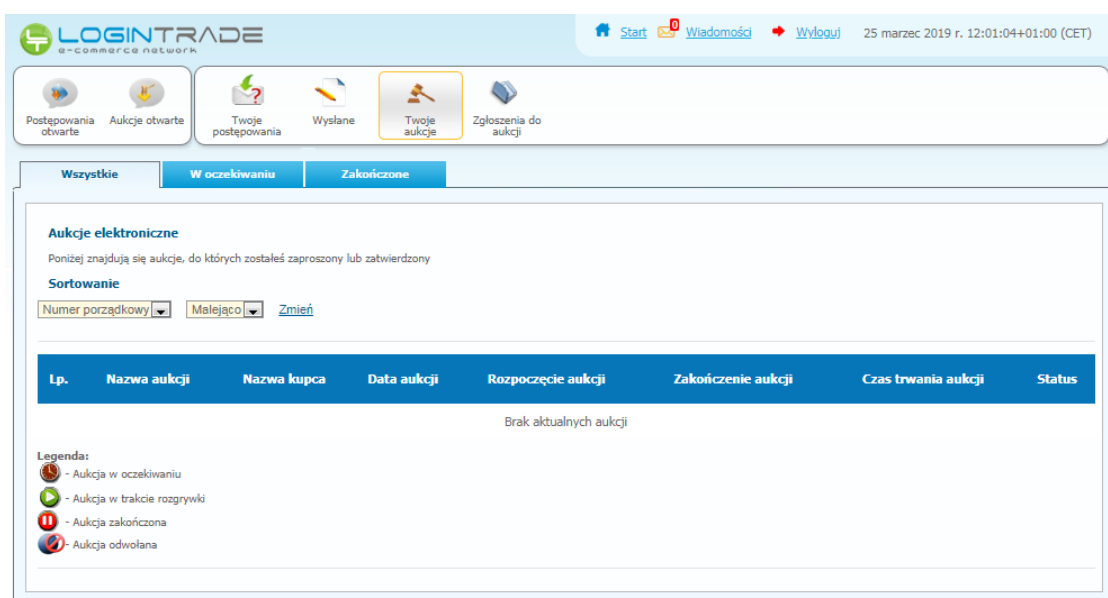 LOGINTRADE
e-commerce network
Start 0 Wiadomości Wyloguj 25 marzec 2019 r. 12:01:04+01:00 (CET)
Postępowania otwarte
Aukcje otwarte
Twoje postępowania
Wysłane
Twoje aukcje
Zgłoszenia do aukcji
Wszystkie W oczekiwaniu Zakończone
Aukcje elektroniczne
Poniżej znajdują się aukcje, do których zostałeś zaproszony lub zatwierdzony
Sortowanie
Numer porządkowy Malejąco Zmień
Lp. Nazwa aukcji Nazwa kupca Data aukcji Rozpoczęcie aukcji Zakończenie aukcji Czas trwania aukcji Status
Brak aktualnych aukcji
Legenda:
- Aukcja w oczekiwaniu
- Aukcja w trakcie rozgrywki
- Aukcja zakończona
- Aukcja odwołana